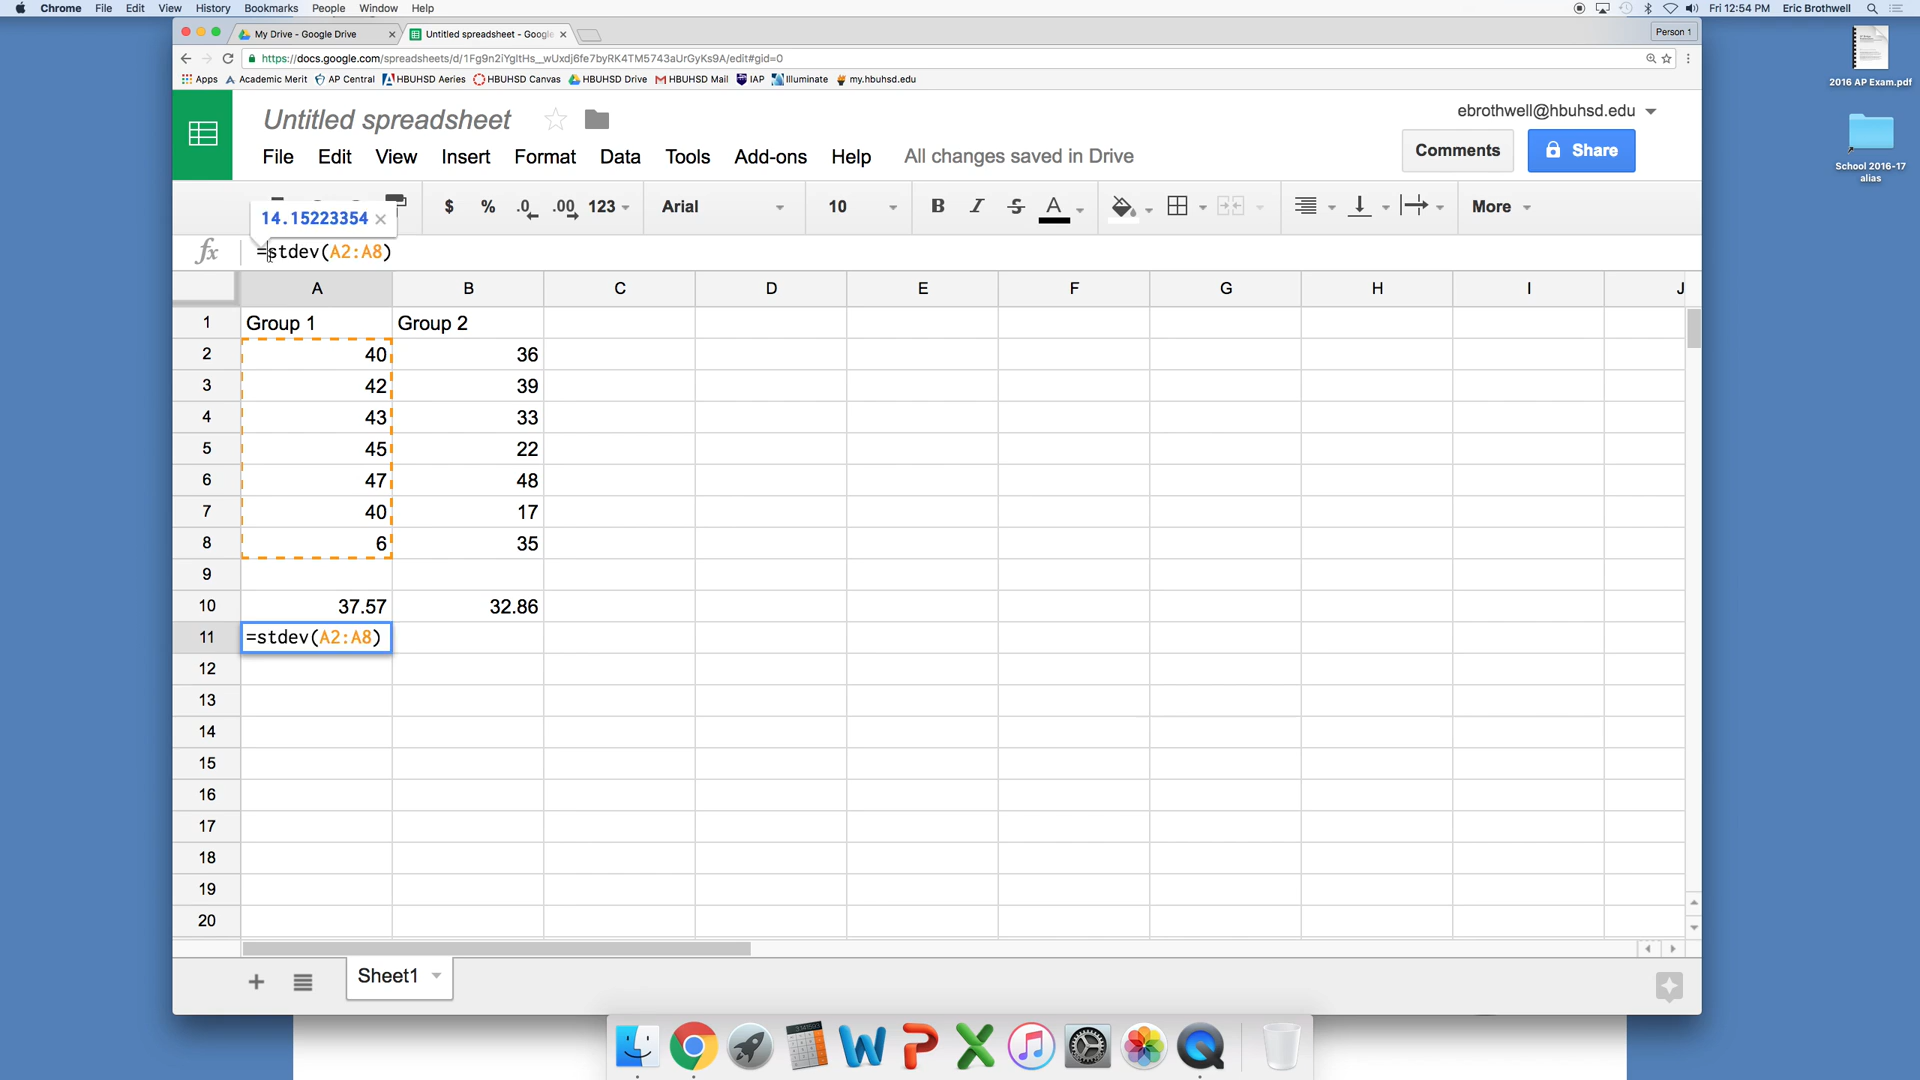 Chrome File Edit View History Bookmarks People Window Help Fri 12:54 PM Eric Brothwell
My Drive - Google Drive Untitled spreadsheet - Google Person 1
https://docs.google.com/spreadsheets/d/1Fg9n2iYgItHs__wUxdj6fe7byRK4TM5743aUrGyKs9A/edit#gid=0
Apps Academic Merit AP Central HBUHSD Aeries HBUHSD Canvas HBUHSD Drive HBUHSD Mail IAP Illuminate my.hbuhsd.edu
2016 AP Exam.pdf
School 2016-17
alias
Untitled spreadsheet
ebrothwell@hbuhsd.edu
File Edit View Insert Format Data Tools Add-ons Help All changes saved in Drive
Comments Share
$ % .0 .00 123 Arial 10 B I S A More
14.15223354 ×
fx =stdev(A2:A8)
A B C D E F G H I J
1 Group 1 Group 2
2 40 36
3 42 39
4 43 33
5 45 22
6 47 48
7 40 17
8 6 35
9
10 37.57 32.86
11 =stdev(A2:A8)
12
13
14
15
16
17
18
19
20
Sheet1